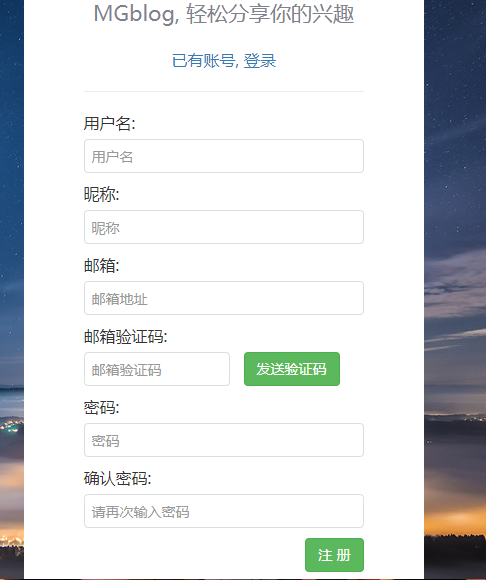 MGblog, 轻松分享你的兴趣
已有账号, 登录
用户名:
用户名
昵称:
昵称
邮箱:
邮箱地址
邮箱验证码:
邮箱验证码 发送验证码
密码:
密码
确认密码:
请再次输入密码
注 册